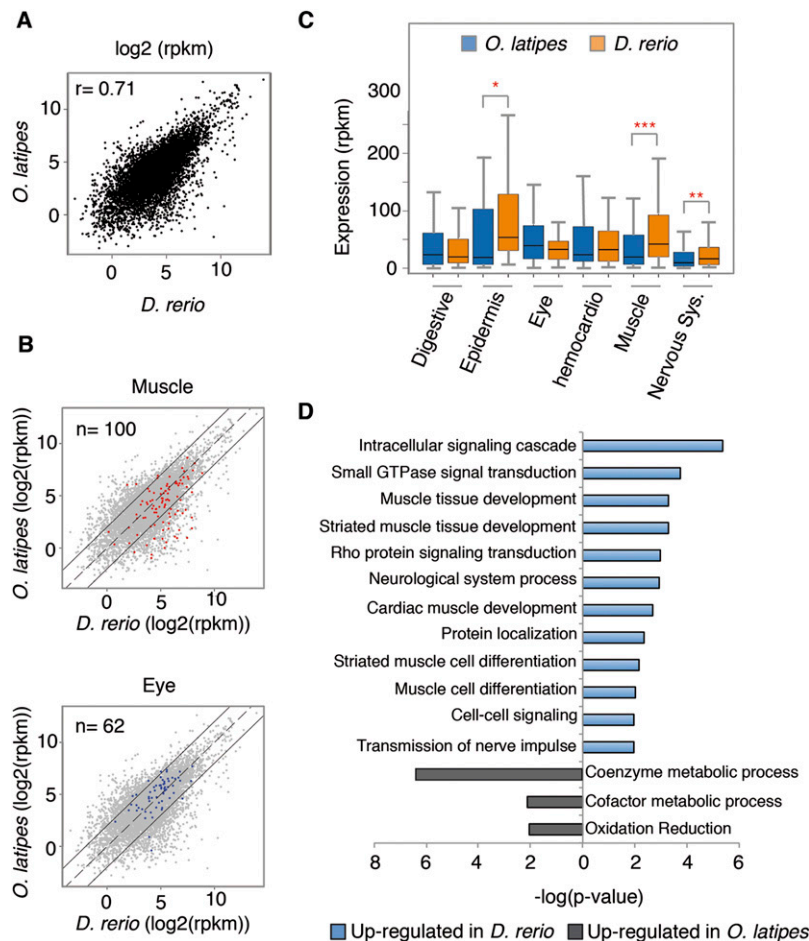 A
log2 (rpkm)
r= 0.71
10
5
0
O. latipes
0 5 10
D. rerio
B
Muscle
n= 100
10
5
0
O. latipes (log2(rpkm))
0 5 10
D. rerio (log2(rpkm))
Eye
n= 62
10
5
0
O. latipes (log2(rpkm))
0 5 10
D. rerio (log2(rpkm))
C
O. latipes D. rerio
300
200
100
0
Expression (rpkm)
* *** **
Digestive
Epidermis
Eye
hemocardio
Muscle
Nervous Sys.
D
Intracellular signaling cascade
Small GTPase signal transduction
Muscle tissue development
Striated muscle tissue development
Rho protein signaling transduction
Neurological system process
Cardiac muscle development
Protein localization
Striated muscle cell differentiation
Muscle cell differentiation
Cell-cell signaling
Transmission of nerve impulse
Coenzyme metabolic process
Cofactor metabolic process
Oxidation Reduction
8 6 4 2 0 2 4 6
-log(p-value)
Up-regulated in D. rerio Up-regulated in O. latipes